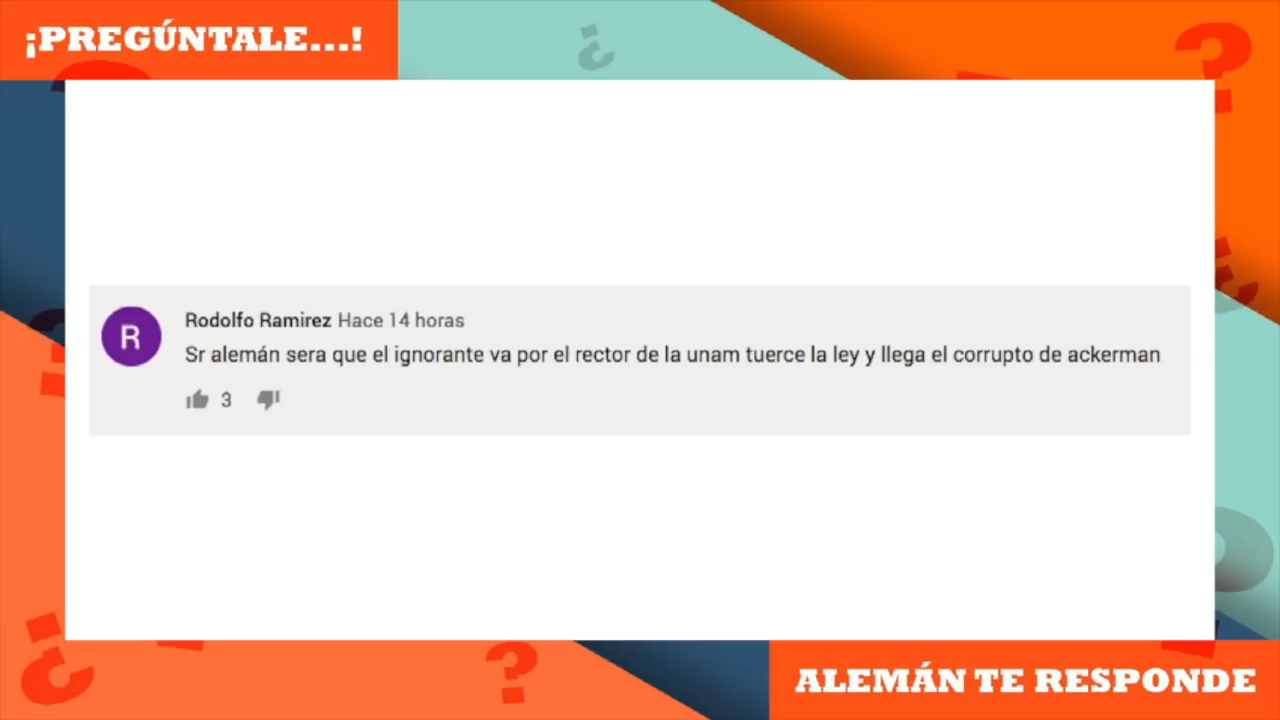 ¡PREGÚNTALE...!
Rodolfo Ramirez Hace 14 horas
R
Sr alemán sera que el ignorante va por el rector de la unam tuerce la ley y llega el corrupto de ackerman
3
ALEMÁN TE RESPONDE